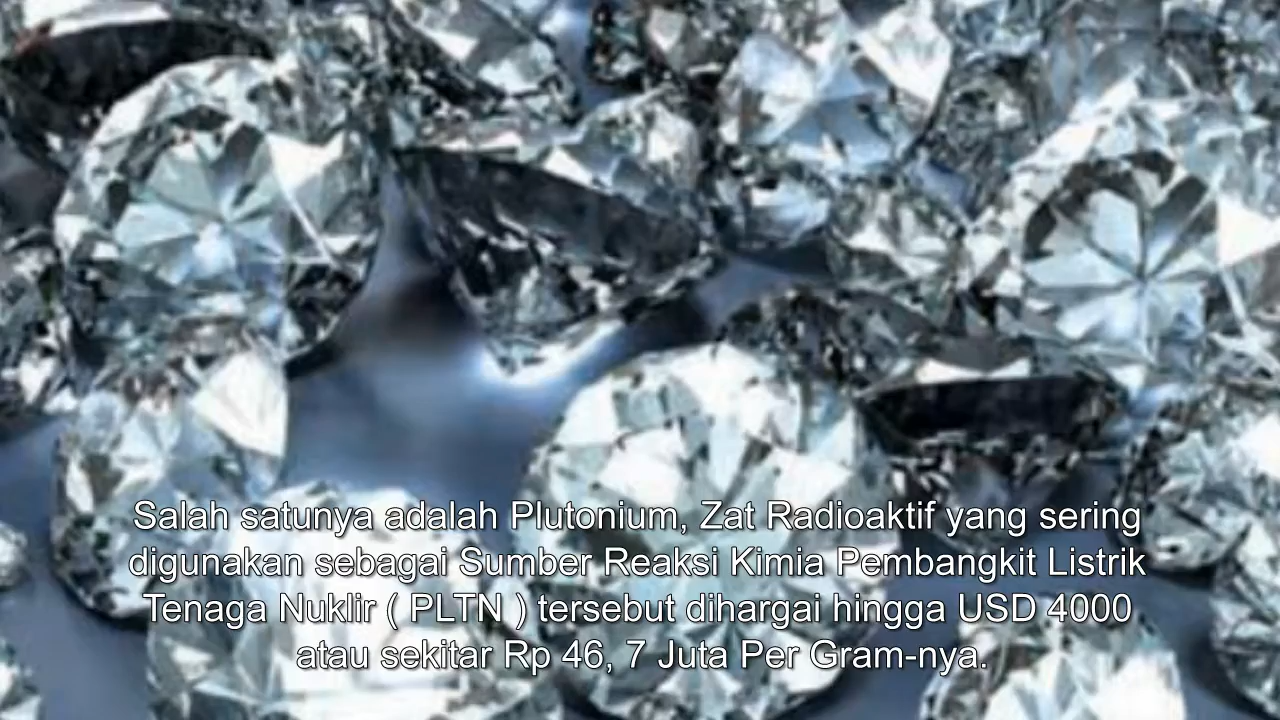 Salah satunya adalah Plutonium, Zat Radioaktif yang sering
digunakan sebagai Sumber Reaksi Kimia Pembangkit Listrik
Tenaga Nuklir ( PLTN ) tersebut dihargai hingga USD 4000
atau sekitar Rp 46, 7 Juta Per Gram-nya.